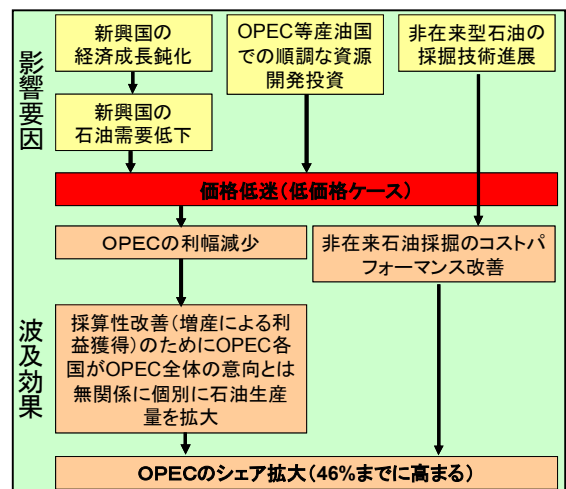 影響要因
新興国の
経済成長鈍化
OPEC等産油国
での順調な資源
開発投資
非在来型石油の
採掘技術進展
新興国の
石油需要低下
価格低迷(低価格ケース)
波及効果
OPECの利幅減少
非在来石油採掘のコストパ
フォーマンス改善
採算性改善(増産による利
益獲得)のためにOPEC各
国がOPEC全体の意向とは
無関係に個別に石油生産
量を拡大
OPECのシェア拡大(46%までに高まる)